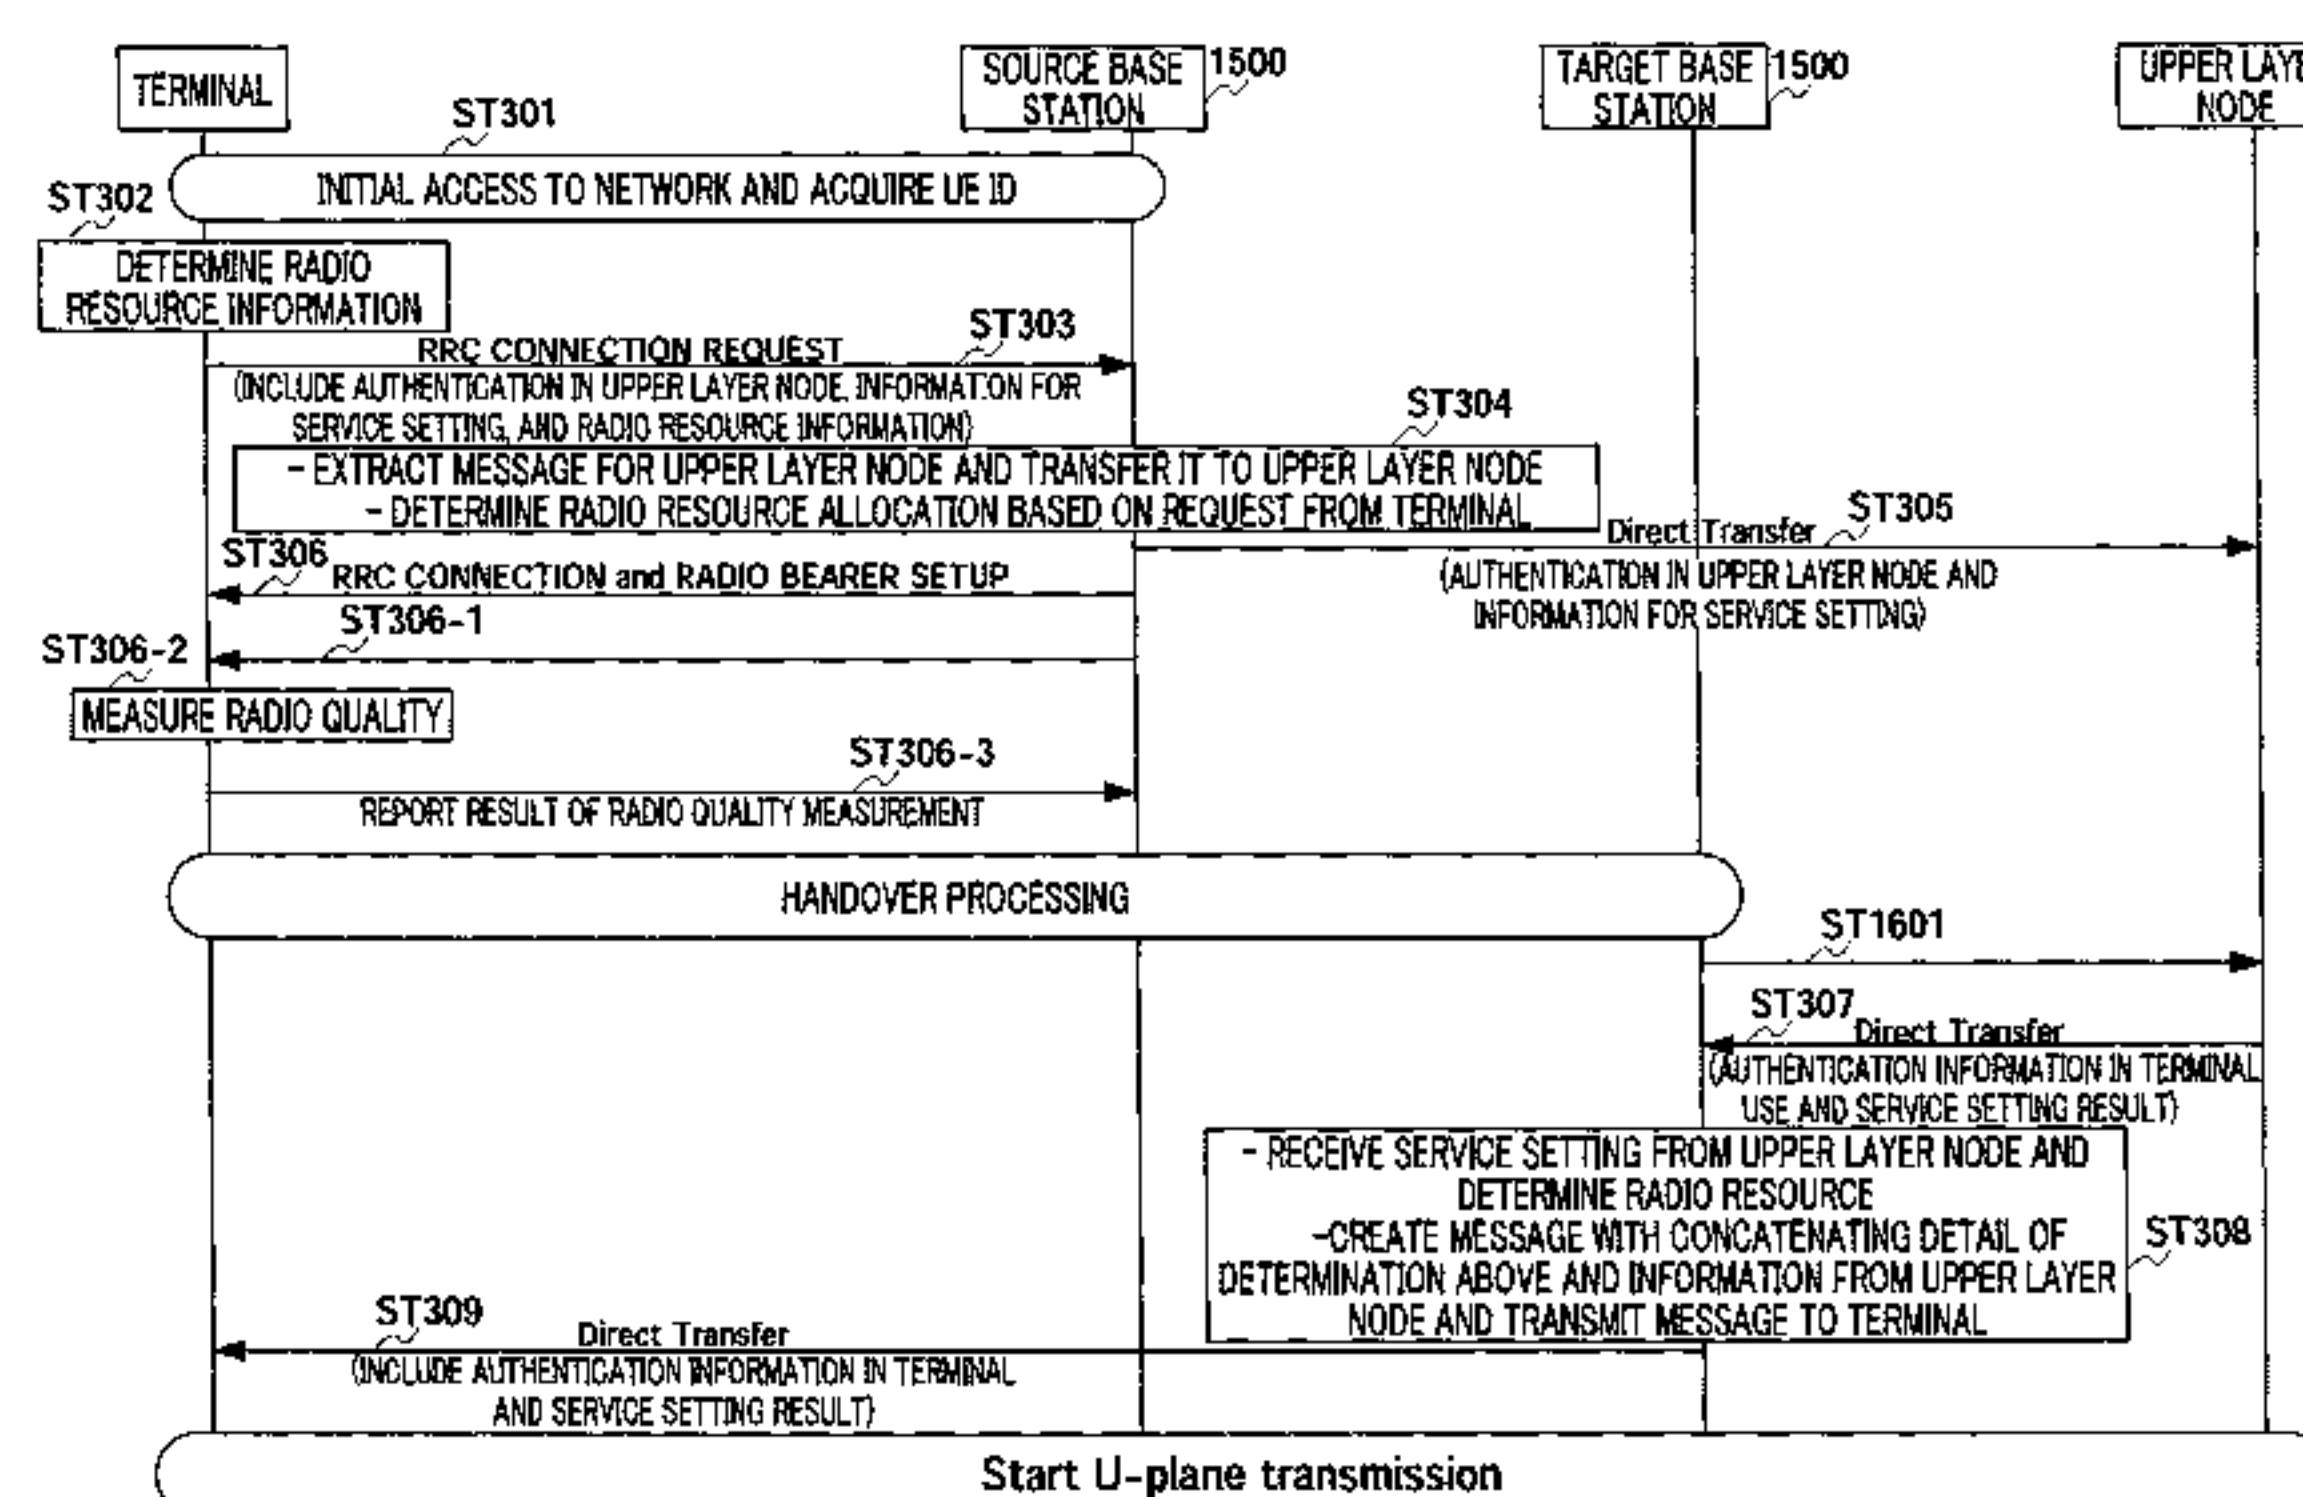 TERMINAL
SOURCE BASE
STATION
1500
TARGET BASE
STATION
1500
UPPER LAYE
NODE
ST301
INITIAL ACCESS TO NETWORK AND ACQUIRE UE ID
ST302
DETERMINE RADIO
RESOURCE INFORMATION
ST303
RRC CONNECTION REQUEST
(INCLUDE AUTHENTICATION IN UPPER LAYER NODE, INFORMATION FOR
SERVICE SETTING, AND RADIO RESOURCE INFORMATION)
ST304
- EXTRACT MESSAGE FOR UPPER LAYER NODE AND TRANSFER IT TO UPPER LAYER NODE
- DETERMINE RADIO RESOURCE ALLOCATION BASED ON REQUEST FROM TERMINAL
ST305
Direct Transfer
(AUTHENTICATION IN UPPER LAYER NODE AND
INFORMATION FOR SERVICE SETTING)
ST306
RRC CONNECTION and RADIO BEARER SETUP
ST306-1
ST306-2
MEASURE RADIO QUALITY
ST306-3
REPORT RESULT OF RADIO QUALITY MEASUREMENT
HANDOVER PROCESSING
ST1601
ST307
Direct Transfer
(AUTHENTICATION INFORMATION IN TERMINAL
USE AND SERVICE SETTING RESULT)
- RECEIVE SERVICE SETTING FROM UPPER LAYER NODE AND
DETERMINE RADIO RESOURCE
-CREATE MESSAGE WITH CONCATENATING DETAIL OF
DETERMINATION ABOVE AND INFORMATION FROM UPPER LAYER
NODE AND TRANSMIT MESSAGE TO TERMINAL
ST308
ST309
Direct Transfer
(INCLUDE AUTHENTICATION INFORMATION IN TERMINAL
AND SERVICE SETTING RESULT)
Start U-plane transmission